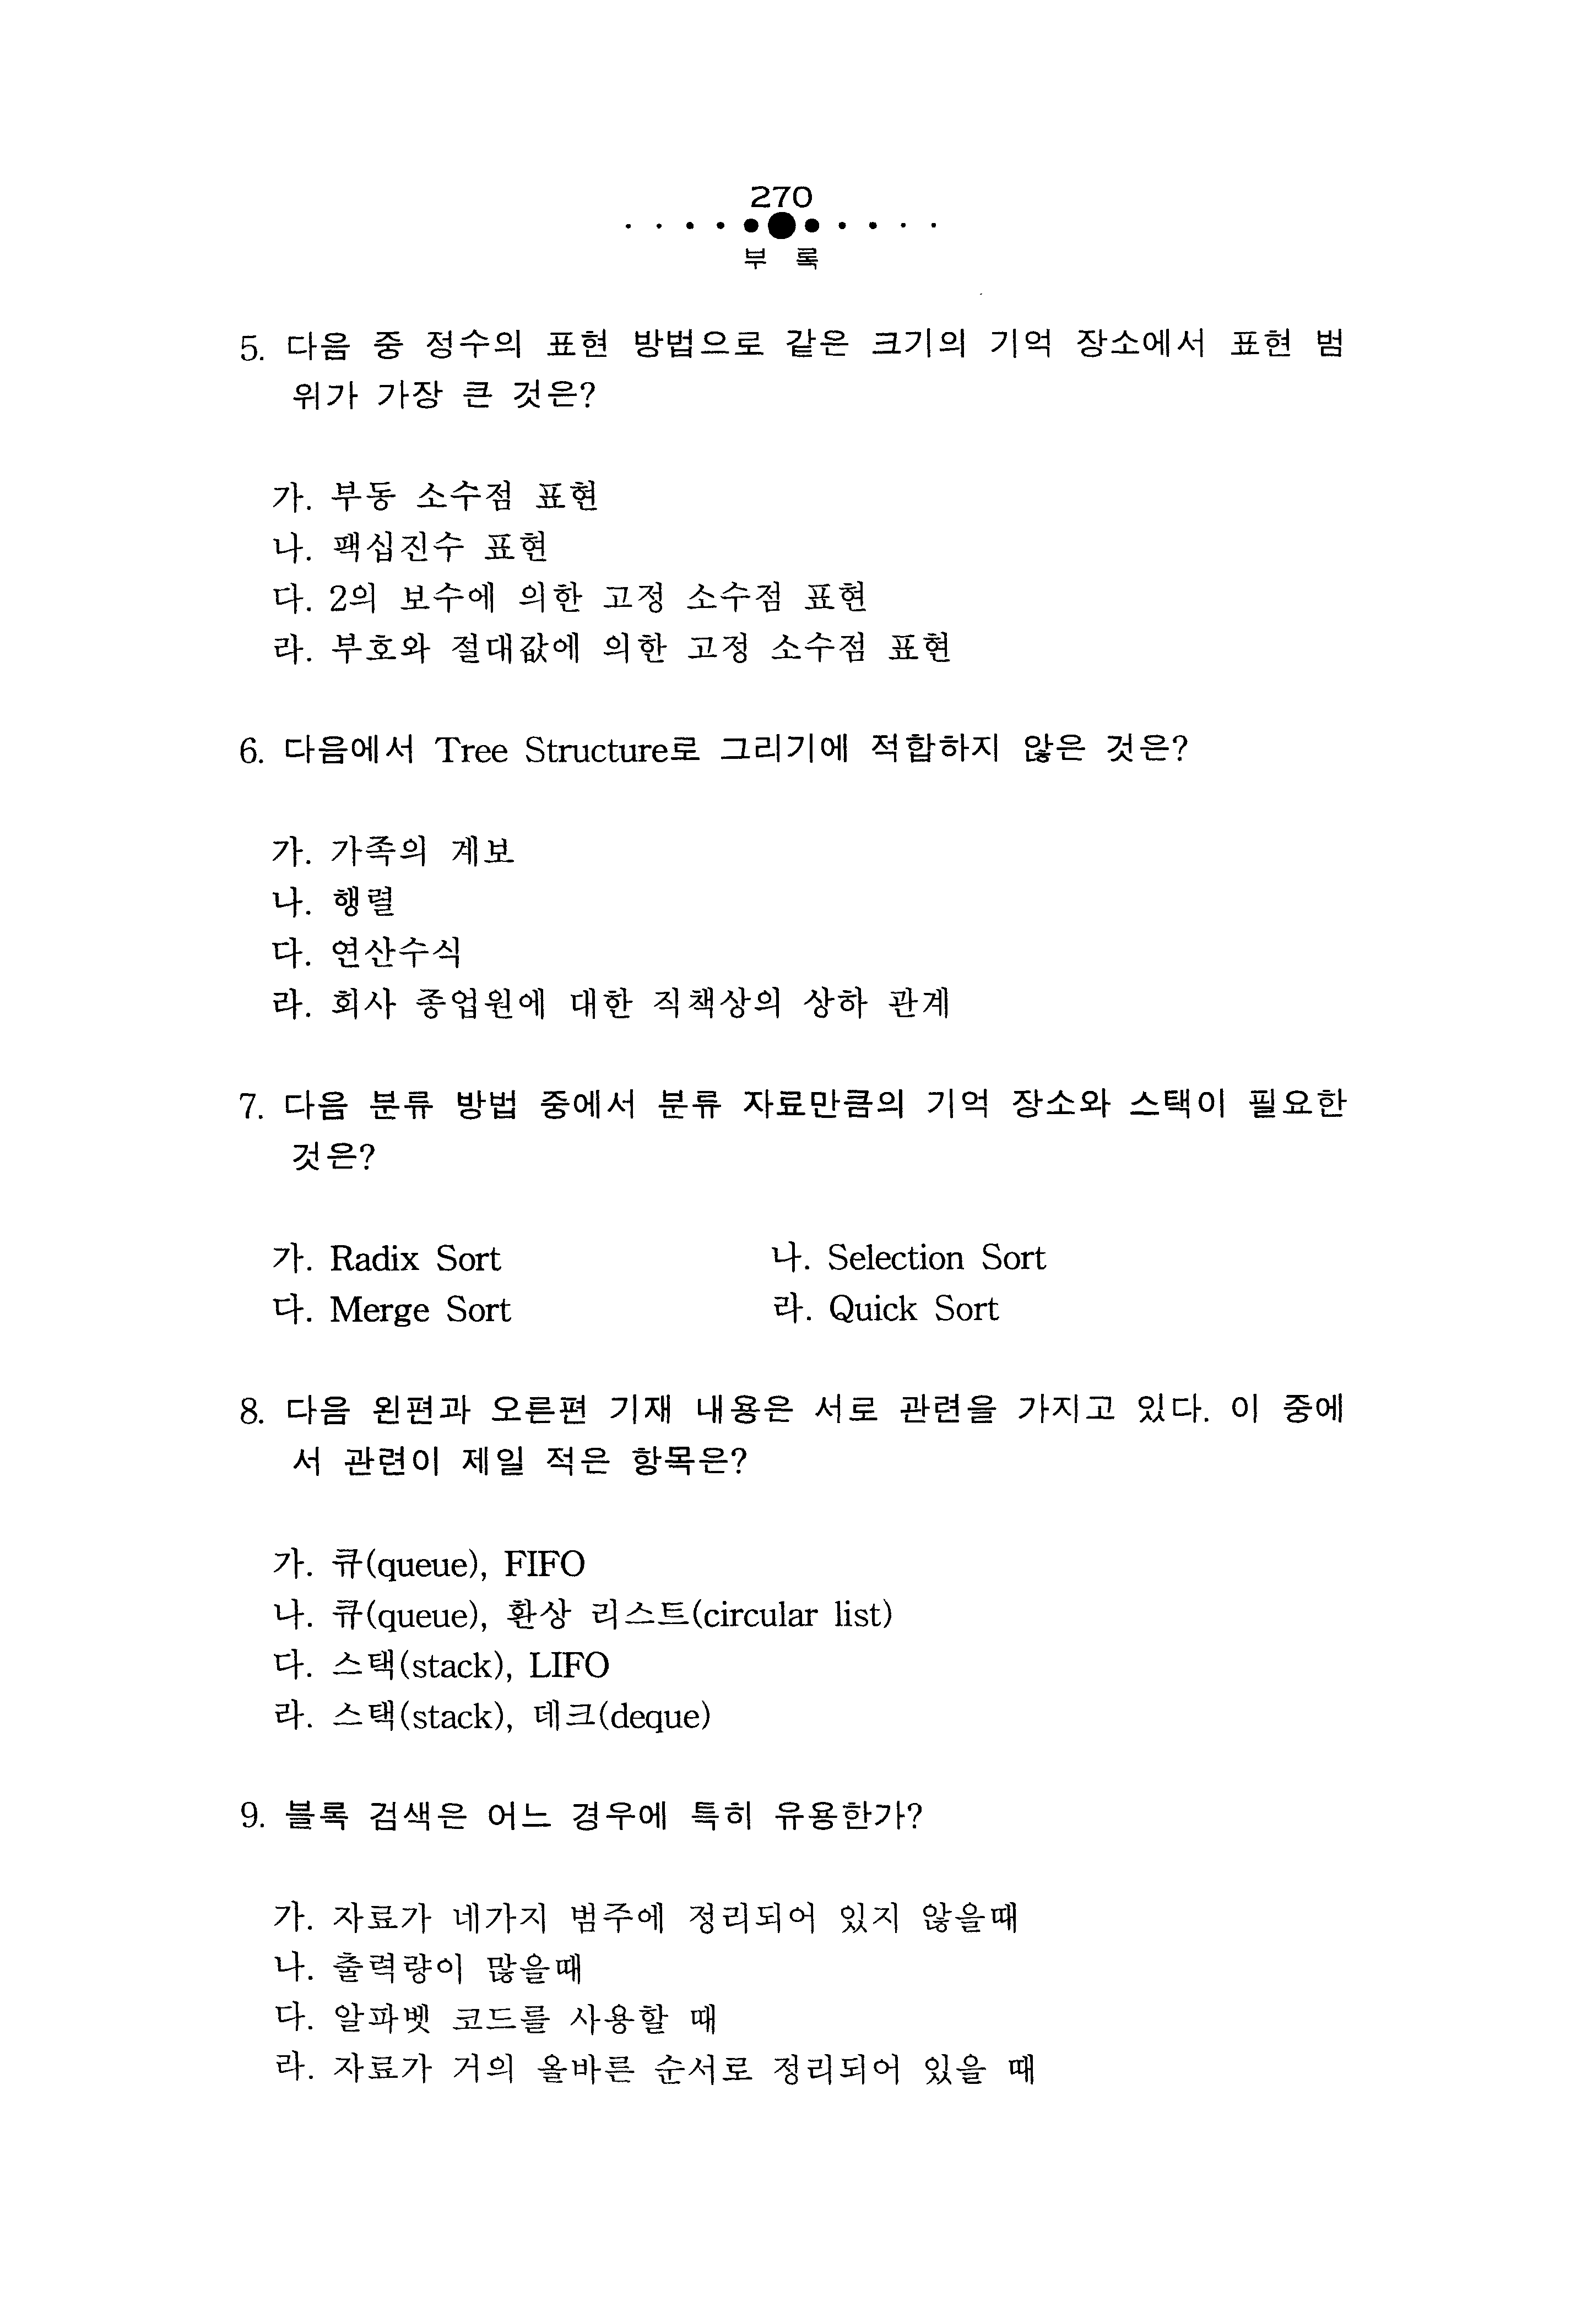 270
부 록
5. 다음 중 정수의 표현 방법으로 같은 크기의 기억 장소에서 표현 범
위가 가장 큰 것은?
가. 부동 소수점 표현
나. 팩십진수 표현
다. 2의 보수에 의한 고정 소수점 표현
라. 부호와 절대값에 의한 고정 소수점 표현
6. 다음에서 Tree Structure로 그리기에 적합하지 않은 것은?
가. 가족의 계보
나. 행렬
다. 연산수식
라. 회사 종업원에 대한 직책상의 상하 관계
7. 다음 분류 방법 중에서 분류 자료만큼의 기억 장소와 스택이 필요한
것은?
가. Radix Sort 나. Selection Sort
다. Merge Sort 라. Quick Sort
8. 다음 왼편과 오른편 기재 내용은 서로 관련을 가지고 있다. 이 중에
서 관련이 제일 적은 항목은?
가. 큐(queue), FIFO
나. 큐(queue), 환상 리스트(circular list)
다. 스택(stack), LIFO
라. 스택(stack), 데크(deque)
9. 블록 검색은 어느 경우에 특히 유용한가?
가. 자료가 네가지 범주에 정리되어 있지 않을때
나. 출력량이 많을때
다. 알파벳 코드를 사용할 때
라. 자료가 거의 올바른 순서로 정리되어 있을 때